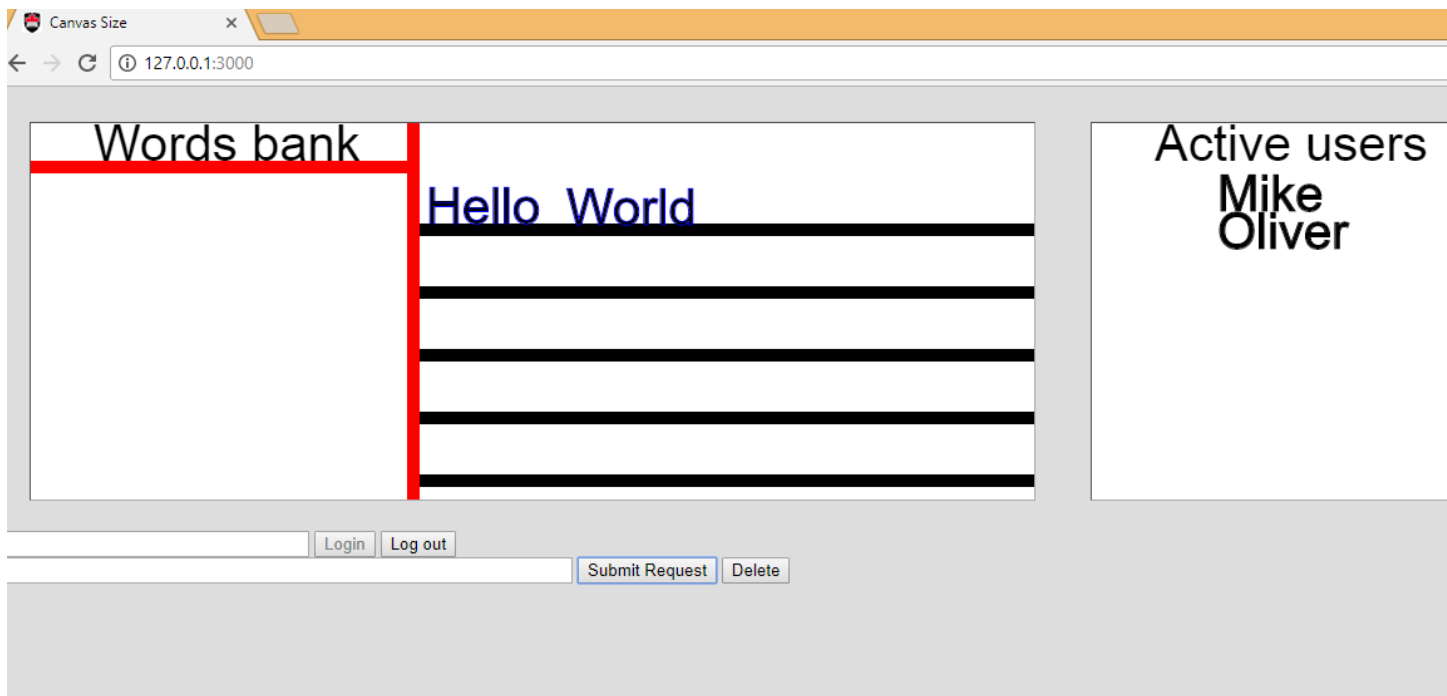 Canvas Size
127.0.0.1:3000
Words bank
Hello World
Active users
Mike
Oliver
Login Log out
Submit Request Delete